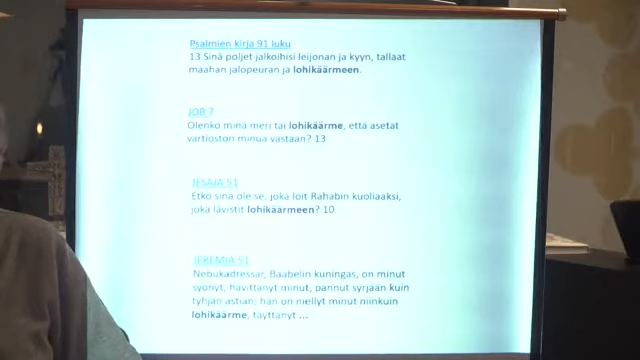 Psalmien kirja 91 luku
13 Sinä poljet jalkoihisi leijonan ja kyyn, tallaat
maahan jalopeuran ja lohikäärmeen.
JOB 7
Olenko minä meri tai lohikäärme, että asetat
vartioston minua vastaan? 13
JESAJA 51
Etkö sinä ole se, joka löit Rahabin kuoliaaksi,
joka lävistit lohikäärmeen? 10
JEREMIA 51
Nebukadressar, Baabelin kuningas, on minut
syönyt, hävittänyt minut, pannut syrjään kuin
tyhjän astian; hän on niellyt minut niinkuin
lohikäärme, täyttänyt ...